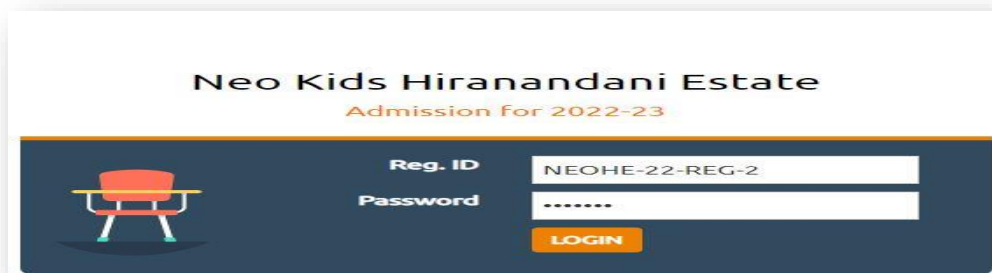 Neo Kids Hiranandani Estate
Admission for 2022-23
Reg. ID NEOHE-22-REG-2
Password •••••••
LOGIN